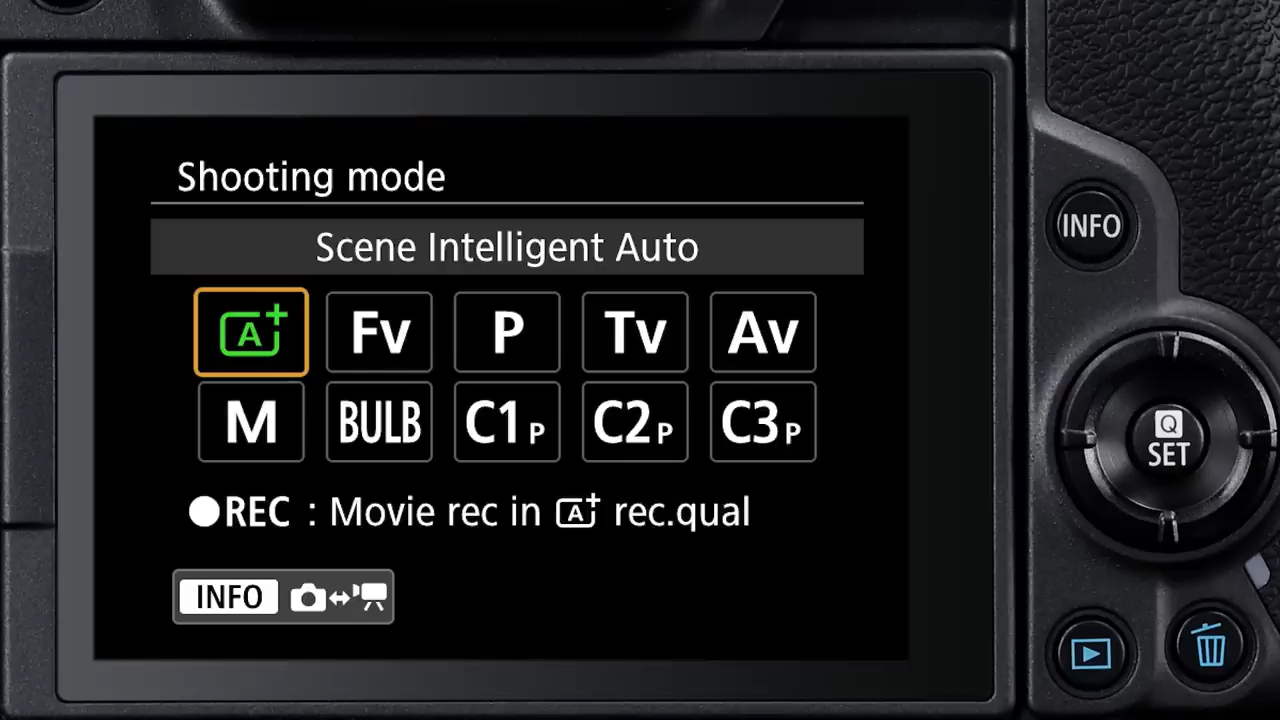 Shooting mode
Scene Intelligent Auto
A+ Fv P Tv Av
M BULB C1P C2P C3P
REC : Movie rec in A+ rec.qual
INFO
INFO
Q
SET